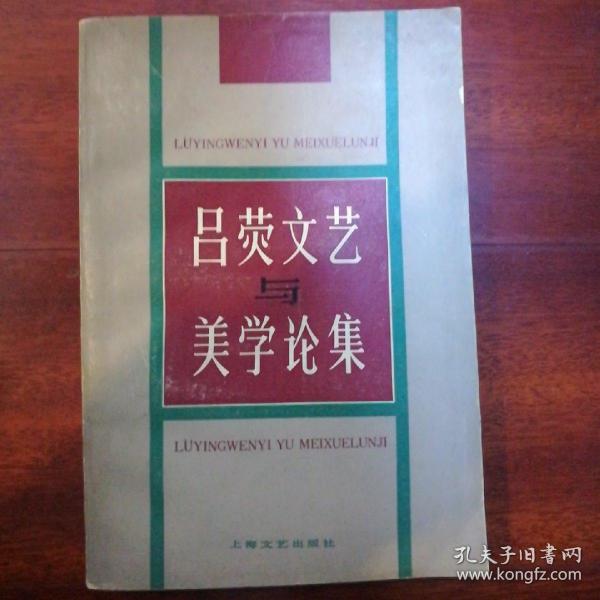 LÜYINGWENYI YU MEIXUELUNJI
吕荧文艺
与
美学论集
LÜYINGWENYI YU MEIXUELUNJI
上海文艺出版社
孔夫子旧书网
www.kongfz.com